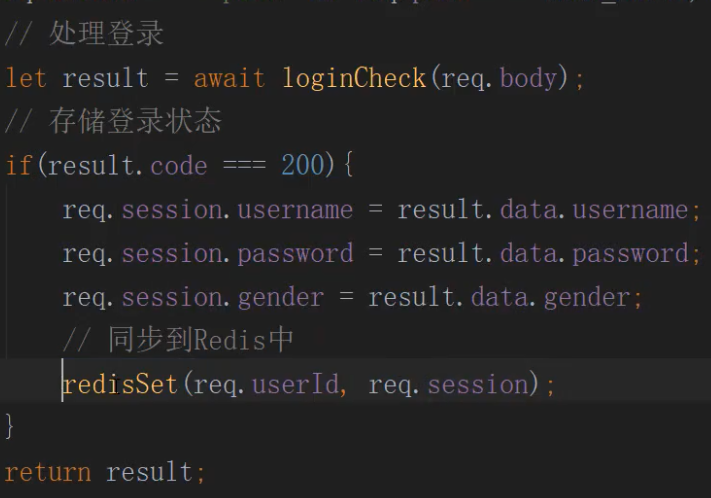 // 处理登录
let result = await loginCheck(req.body);
// 存储登录状态
if(result.code === 200){
req.session.username = result.data.username;
req.session.password = result.data.password;
req.session.gender = result.data.gender;
// 同步到Redis中
redisSet(req.userId, req.session);
}
return result;